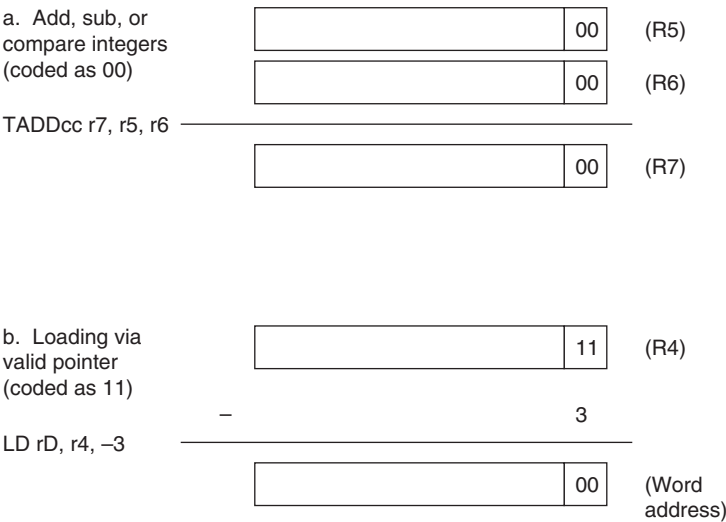 a. Add, sub, or
compare integers
(coded as 00)
00 (R5)
00 (R6)
TADDcc r7, r5, r6
00 (R7)
b. Loading via
valid pointer
(coded as 11)
11 (R4)
– 3
LD rD, r4, –3
00 (Word
address)